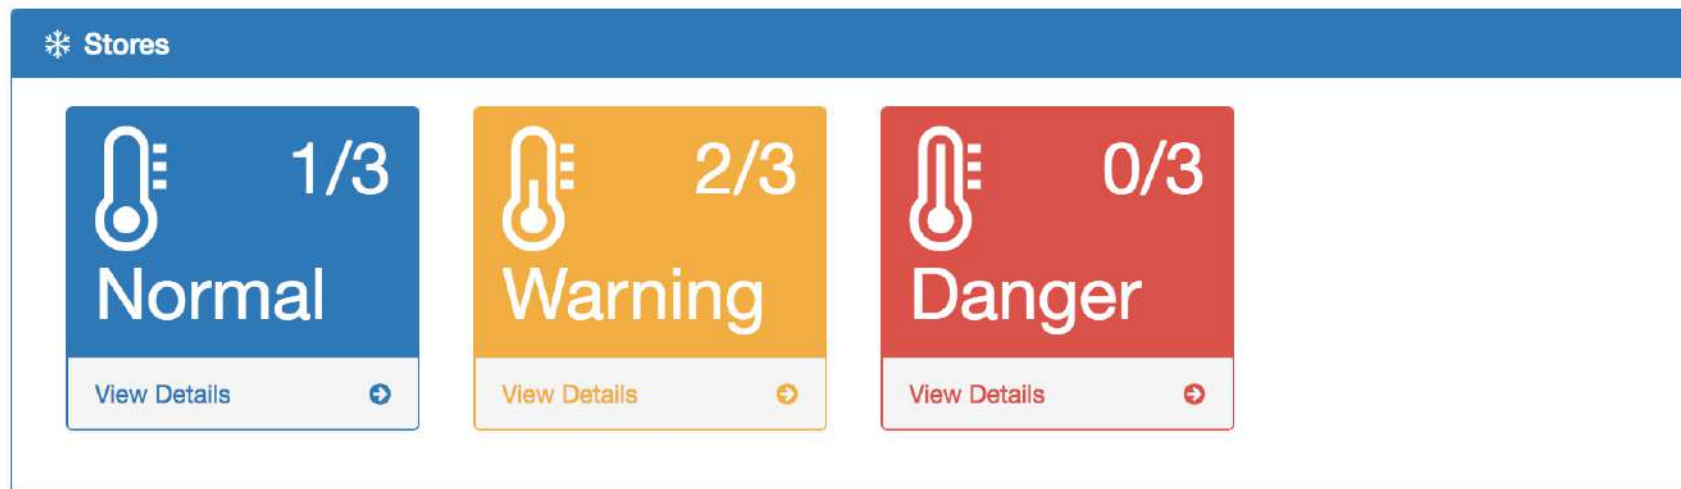 Stores
1/3
Normal
View Details
2/3
Warning
View Details
0/3
Danger
View Details